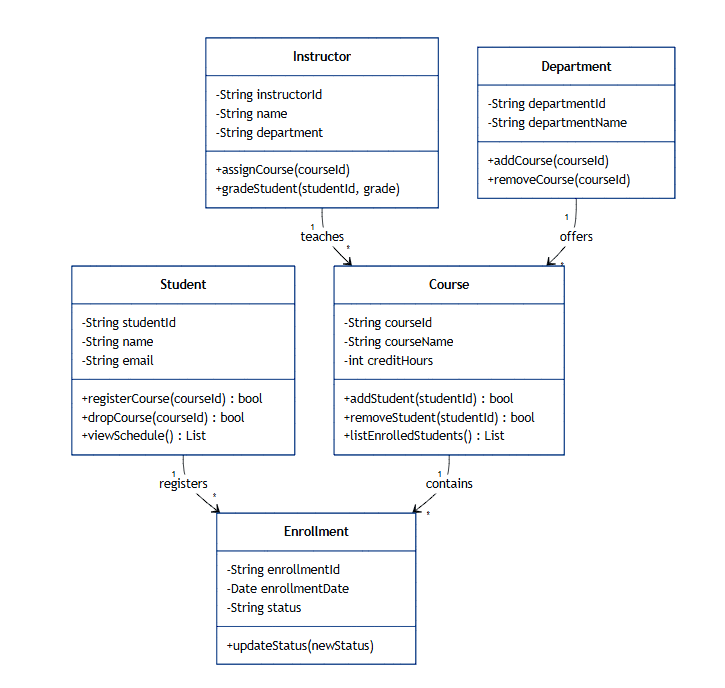 Instructor
-String instructorId
-String name
-String department
+assignCourse(courseId)
+gradeStudent(studentId, grade)
Department
-String departmentId
-String departmentName
+addCourse(courseId)
+removeCourse(courseId)
1
teaches
*
1
offers
*
Student
-String studentId
-String name
-String email
+registerCourse(courseId) : bool
+dropCourse(courseId) : bool
+viewSchedule() : List
Course
-String courseId
-String courseName
-int creditHours
+addStudent(studentId) : bool
+removeStudent(studentId) : bool
+listEnrolledStudents() : List
1
registers
*
1
contains
*
Enrollment
-String enrollmentId
-Date enrollmentDate
-String status
+updateStatus(newStatus)